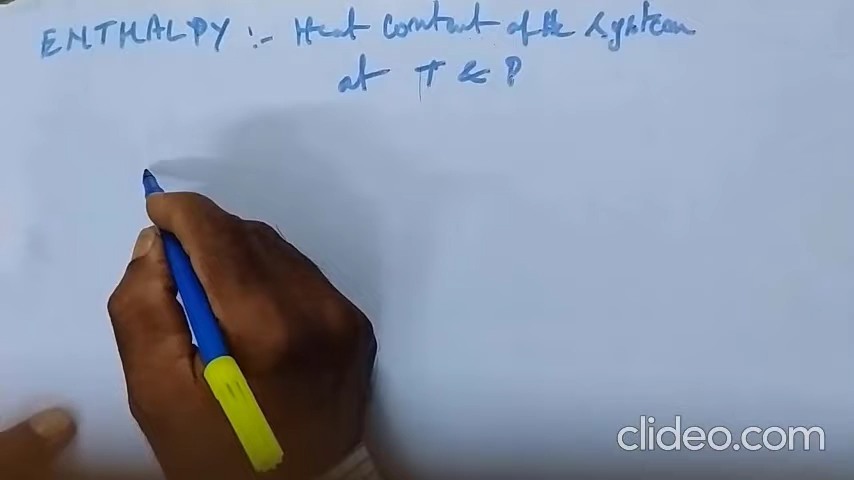 ENTHALPY :- Heat Content of the System
at T & P
clideo.com